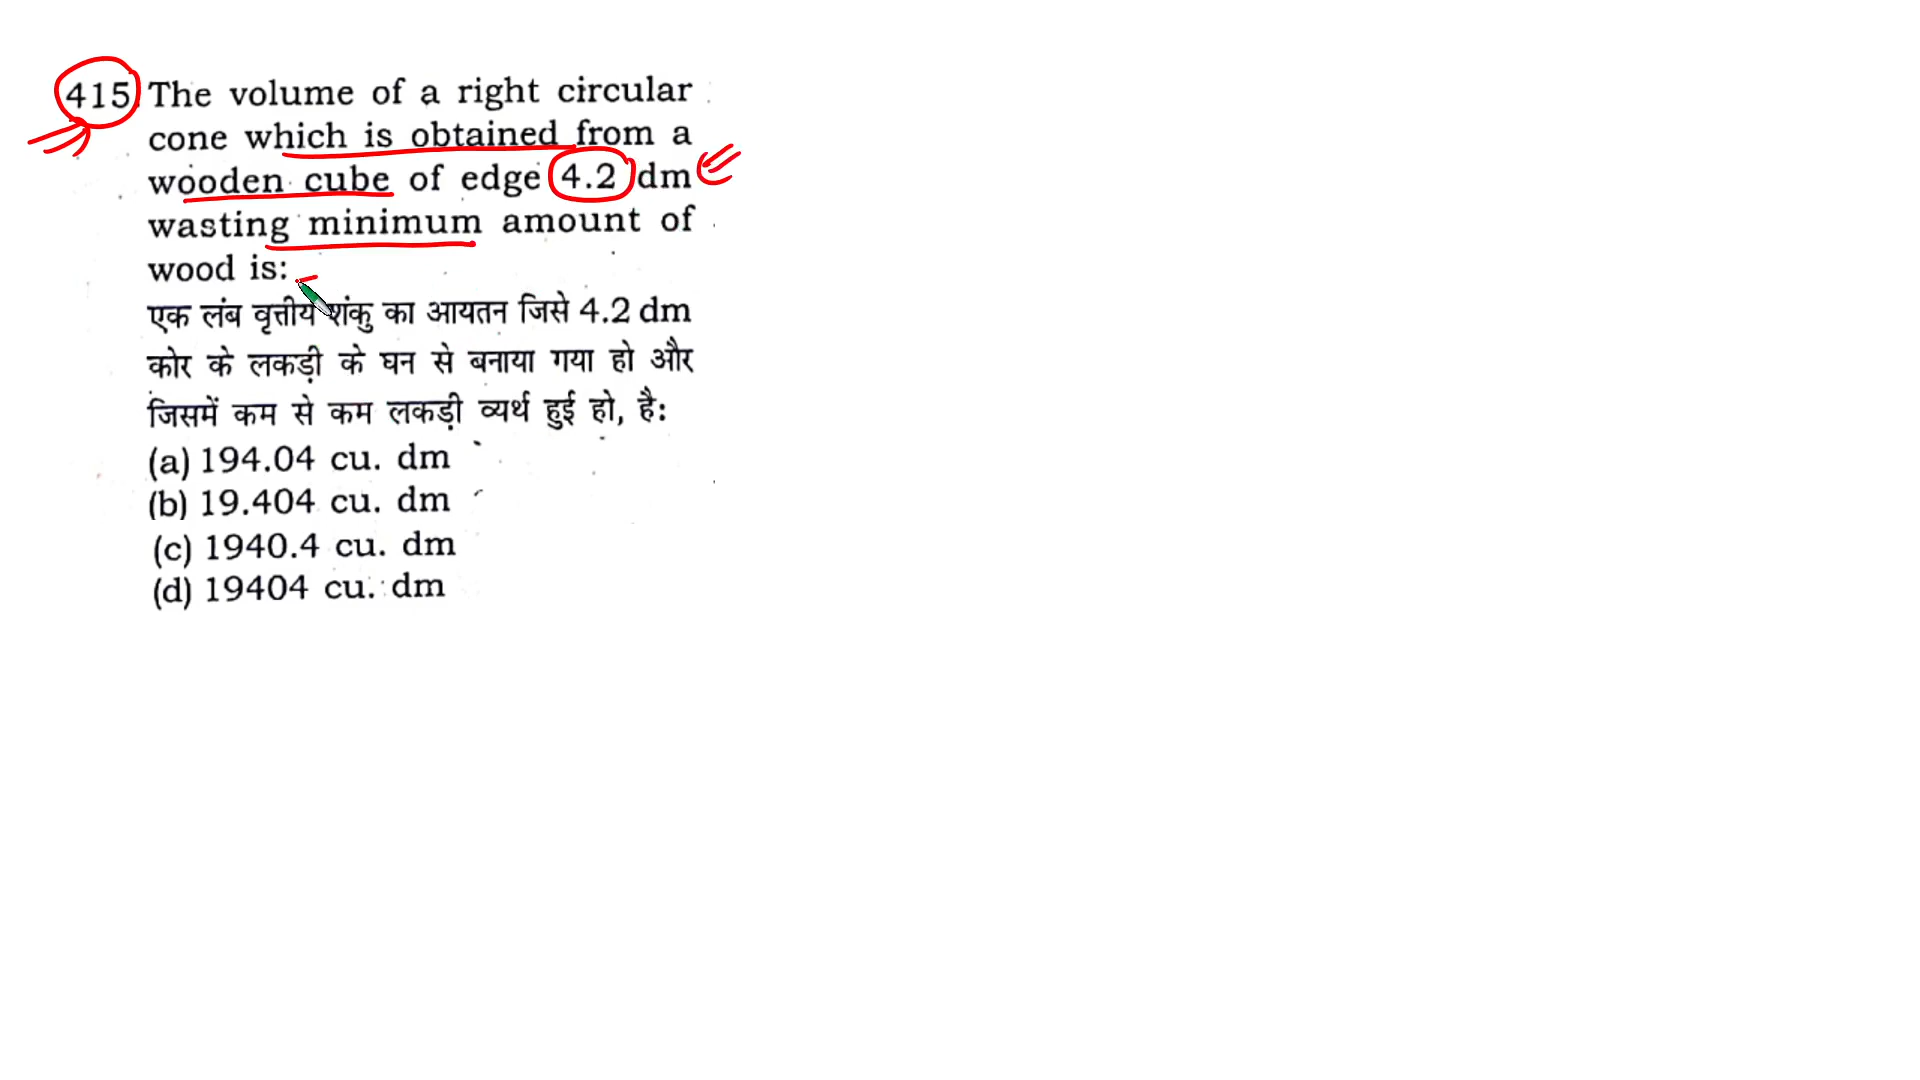 415 The volume of a right circular
cone which is obtained from a
wooden cube of edge 4.2 dm
wasting minimum amount of
wood is:
एक लंब वृत्तीय शंकु का आयतन जिसे 4.2 dm
कोर के लकड़ी के घन से बनाया गया हो और
जिसमें कम से कम लकड़ी व्यर्थ हुई हो, है:
(a) 194.04 cu. dm
(b) 19.404 cu. dm
(c) 1940.4 cu. dm
(d) 19404 cu. dm